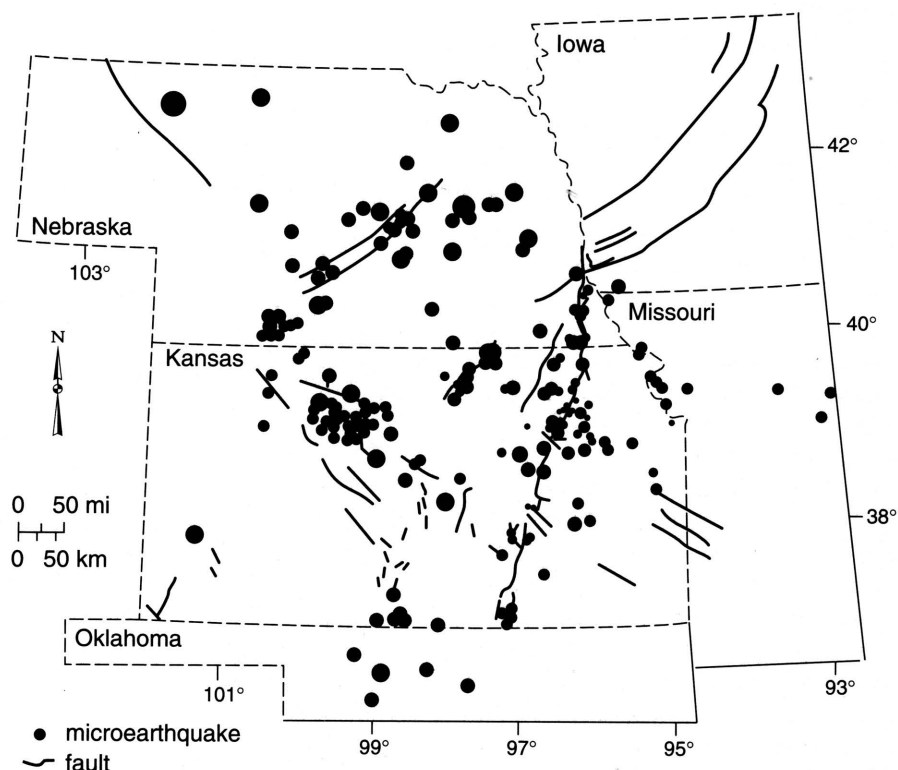 Iowa
42°
Nebraska
103°
Missouri
40°
N
Kansas
0 50 mi
0 50 km
38°
Oklahoma
101°
93°
99°
97°
95°
microearthquake
fault